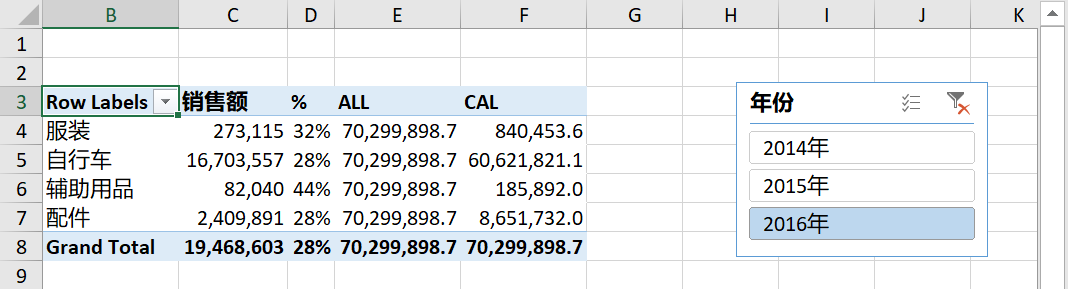 B C D E F G H I J K
1
2
3 Row Labels 销售额 % ALL CAL
4 服装 273,115 32% 70,299,898.7 840,453.6
5 自行车 16,703,557 28% 70,299,898.7 60,621,821.1
6 辅助用品 82,040 44% 70,299,898.7 185,892.0
7 配件 2,409,891 28% 70,299,898.7 8,651,732.0
8 Grand Total 19,468,603 28% 70,299,898.7 70,299,898.7
9
年份
2014年
2015年
2016年